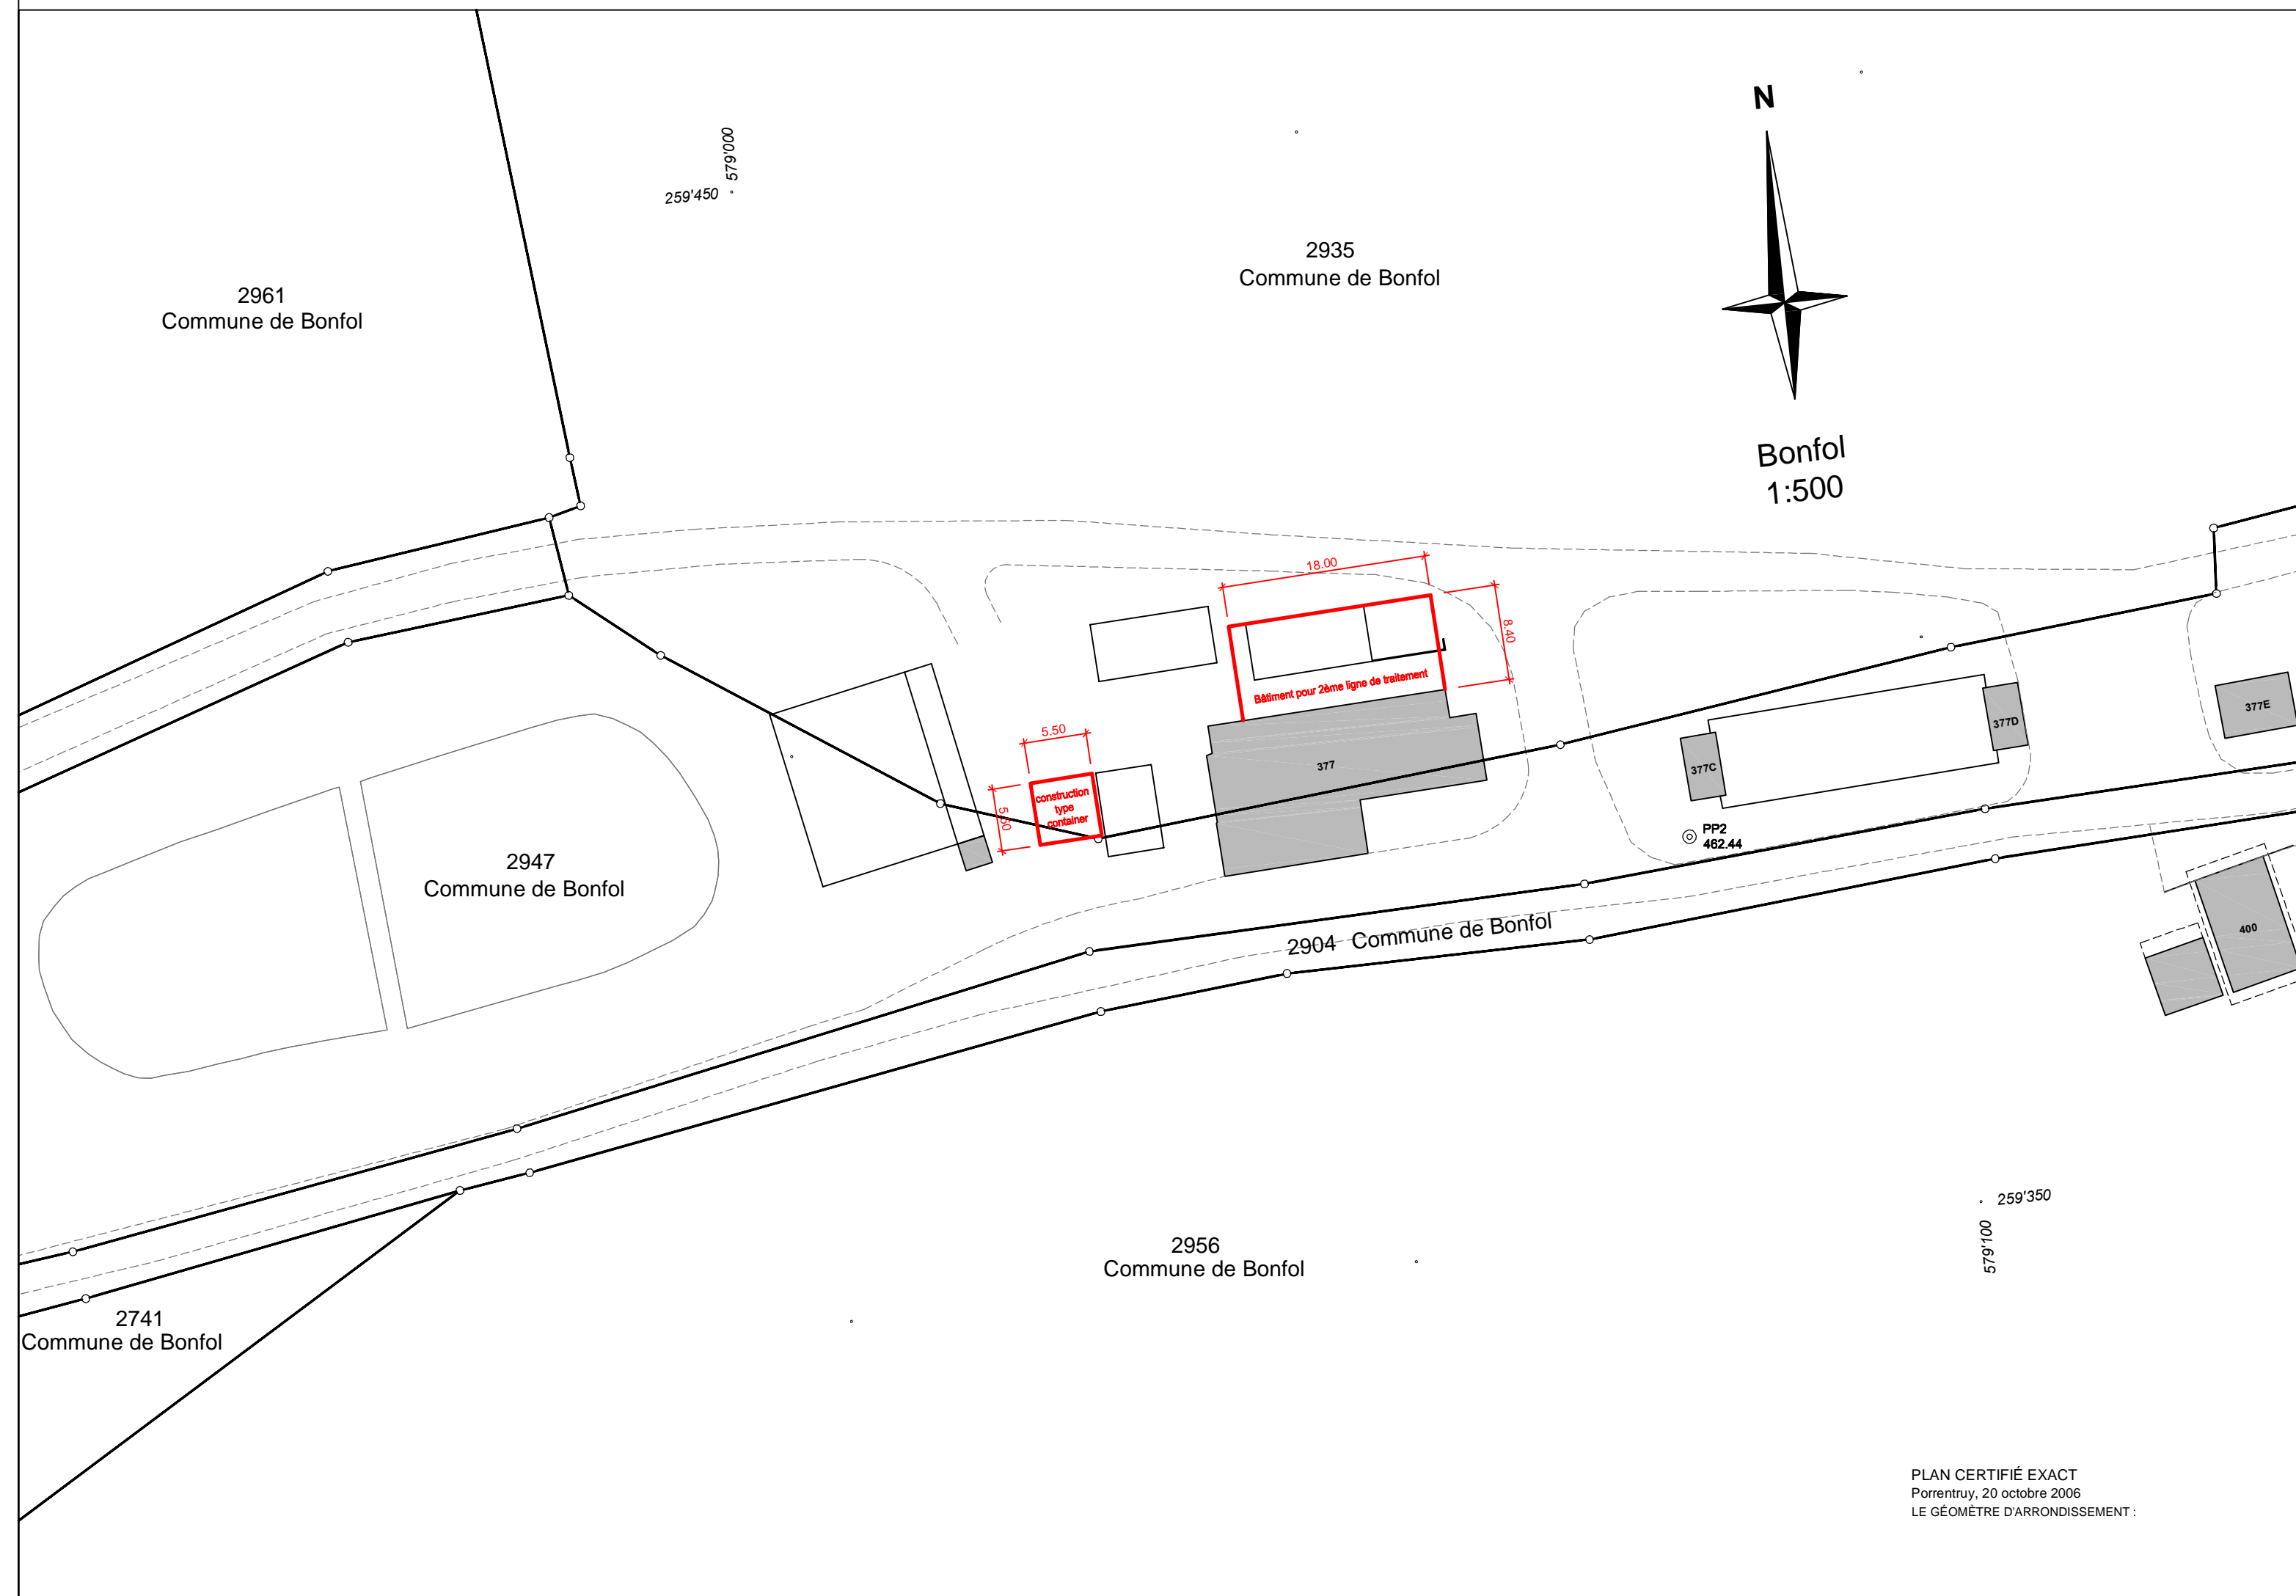 N
579'000
259'450
2935
Commune de Bonfol
2961
Commune de Bonfol
Bonfol
1:500
18.00
8.40
Bâtiment pour 2ème ligne de traitement
5.50
5.50
construction
type
container
377
377C
377D
377E
PP2
462.44
2947
Commune de Bonfol
2904 Commune de Bonfol
400
259'350
579'100
2956
Commune de Bonfol
2741
Commune de Bonfol
PLAN CERTIFIÉ EXACT
Porrentruy, 20 octobre 2006
LE GÉOMÈTRE D'ARRONDISSEMENT :